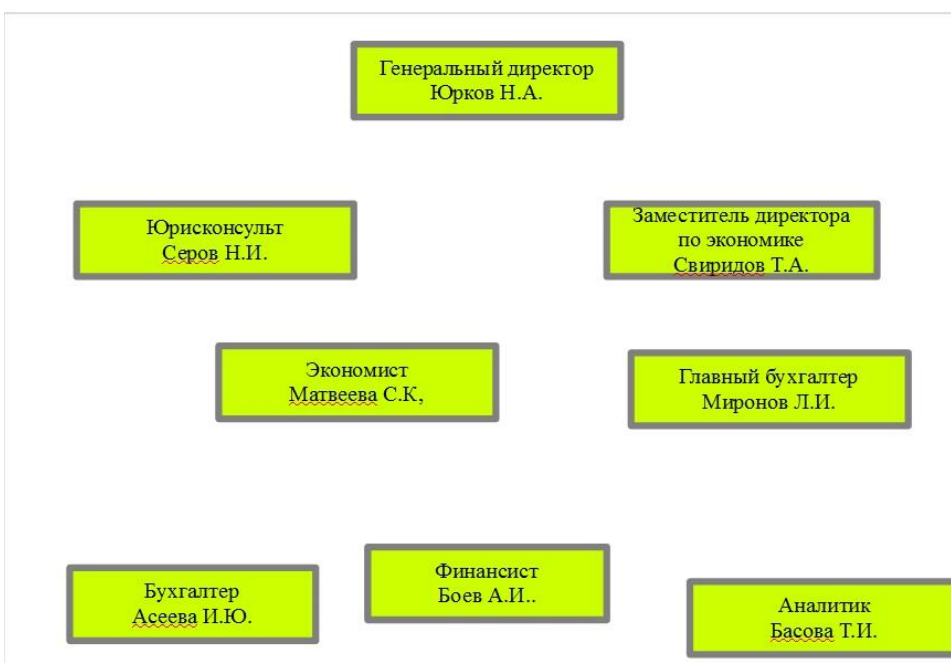 Генеральный директор
Юрков Н.А.
Юрисконсульт
Серов Н.И.
Заместитель директора
по экономике
Свиридов Т.А.
Экономист
Матвеева С.К,
Главный бухгалтер
Миронов Л.И.
Бухгалтер
Асеева И.Ю.
Финансист
Боев А.И..
Аналитик
Басова Т.И.